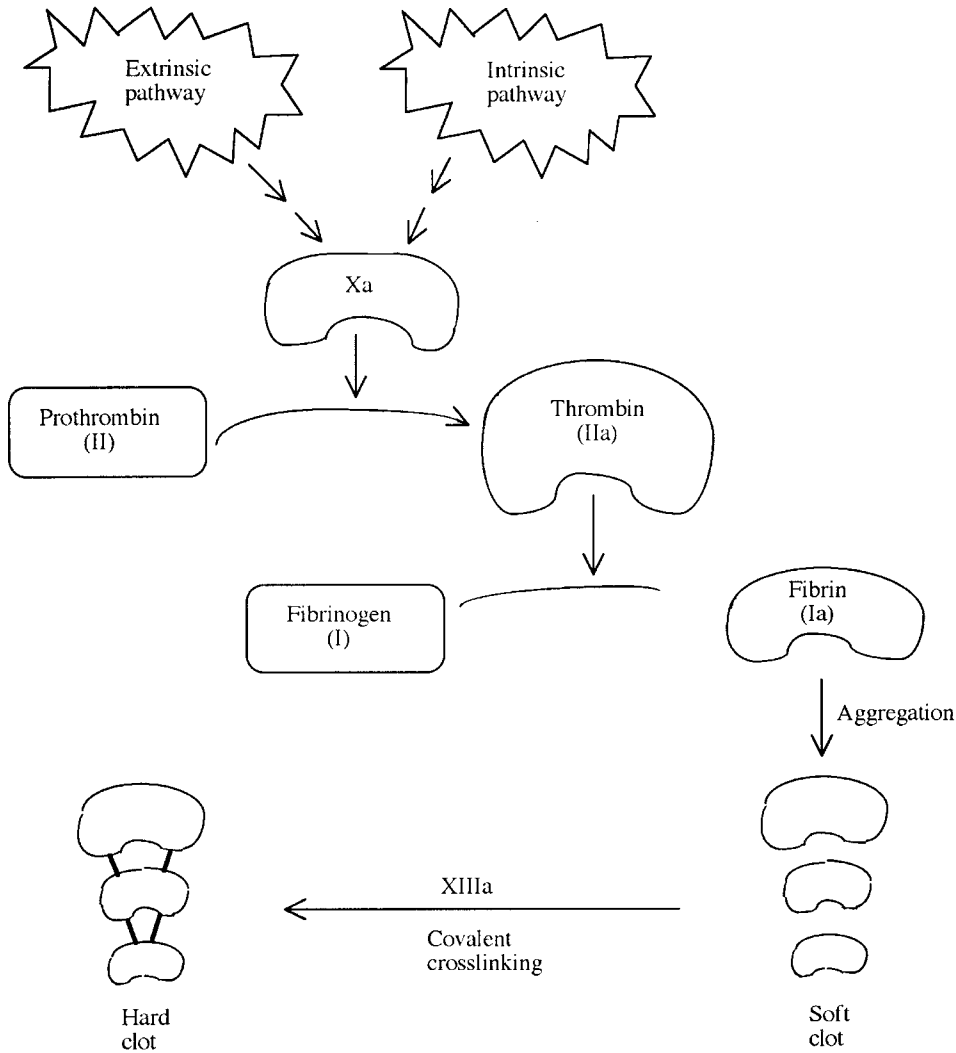 Extrinsic
pathway
Intrinsic
pathway
Xa
Prothrombin
(II)
Thrombin
(IIa)
Fibrinogen
(I)
Fibrin
(Ia)
Aggregation
XIIIa
Covalent
crosslinking
Hard
clot
Soft
clot